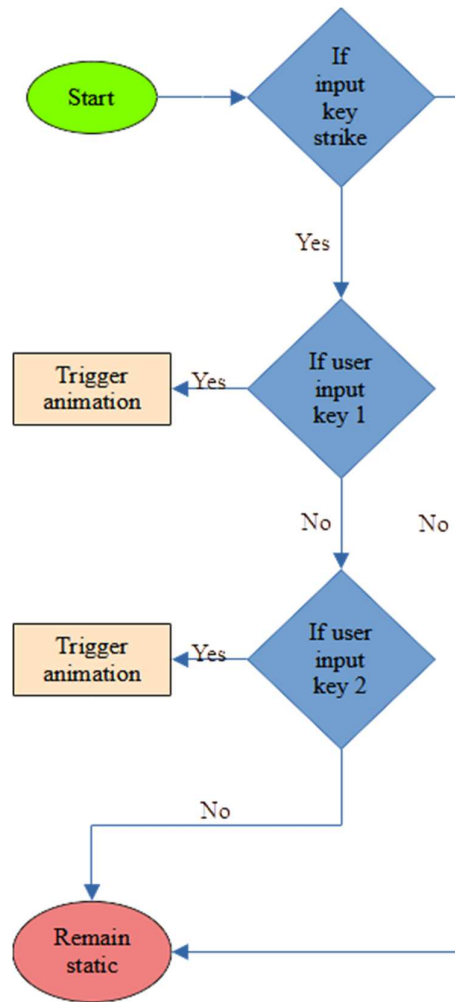 Start
If
input
key
strike
Yes
If user
input
key 1
Yes
Trigger
animation
No
No
If user
input
key 2
Yes
Trigger
animation
No
Remain
static